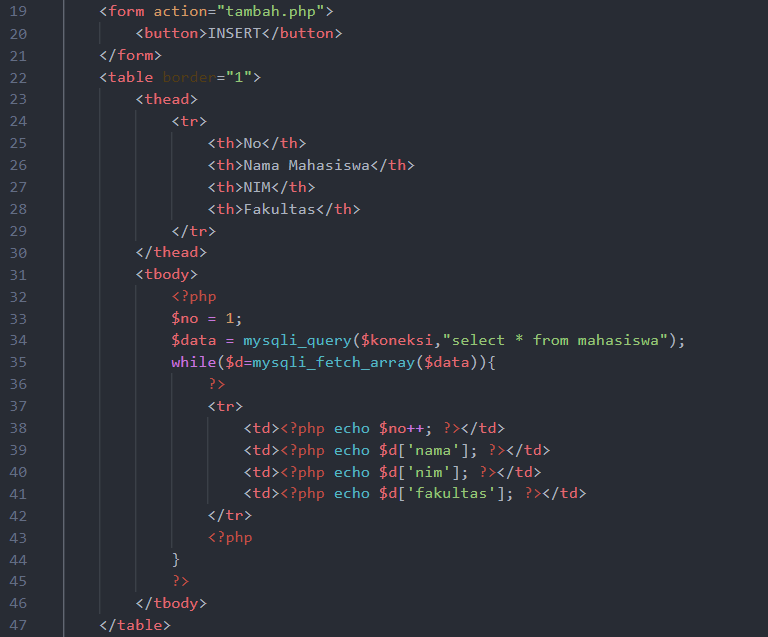 19 <form action="tambah.php">
20 <button>INSERT</button>
21 </form>
22 <table border="1">
23 <thead>
24 <tr>
25 <th>No</th>
26 <th>Nama Mahasiswa</th>
27 <th>NIM</th>
28 <th>Fakultas</th>
29 </tr>
30 </thead>
31 <tbody>
32 <?php
33 $no = 1;
34 $data = mysqli_query($koneksi,"select * from mahasiswa");
35 while($d=mysqli_fetch_array($data)){
36 ?>
37 <tr>
38 <td><?php echo $no++; ?></td>
39 <td><?php echo $d['nama']; ?></td>
40 <td><?php echo $d['nim']; ?></td>
41 <td><?php echo $d['fakultas']; ?></td>
42 </tr>
43 <?php
44 }
45 ?>
46 </tbody>
47 </table>